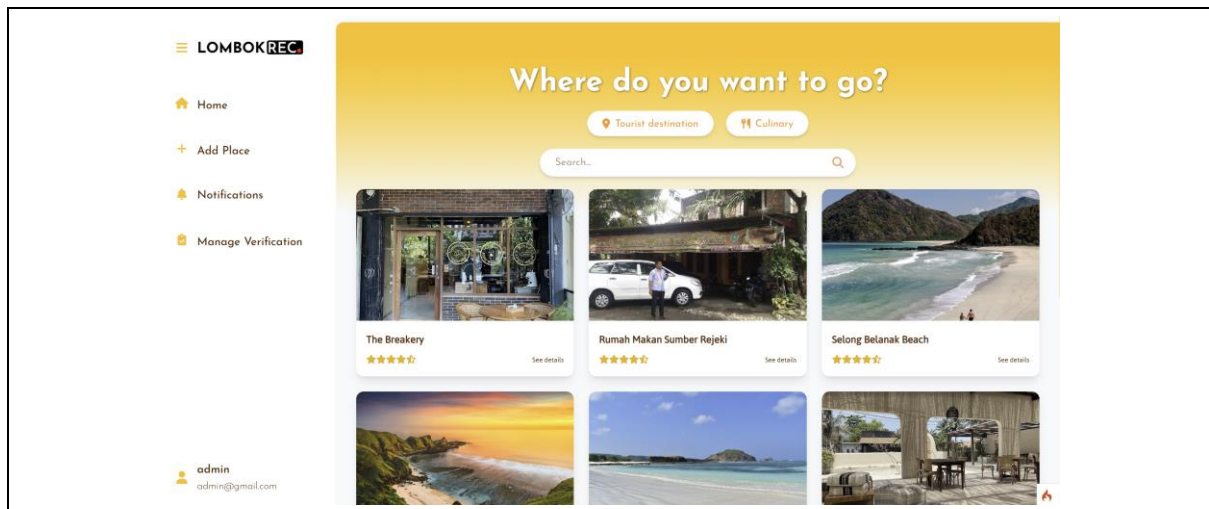 LOMBOKREC.
Home
Add Place
Notifications
Manage Verification
admin
admin@gmail.com
Where do you want to go?
Tourist destination
Culinary
Search...
The Breakery
See details
Rumah Makan Sumber Rejeki
See details
Selong Belanak Beach
See details